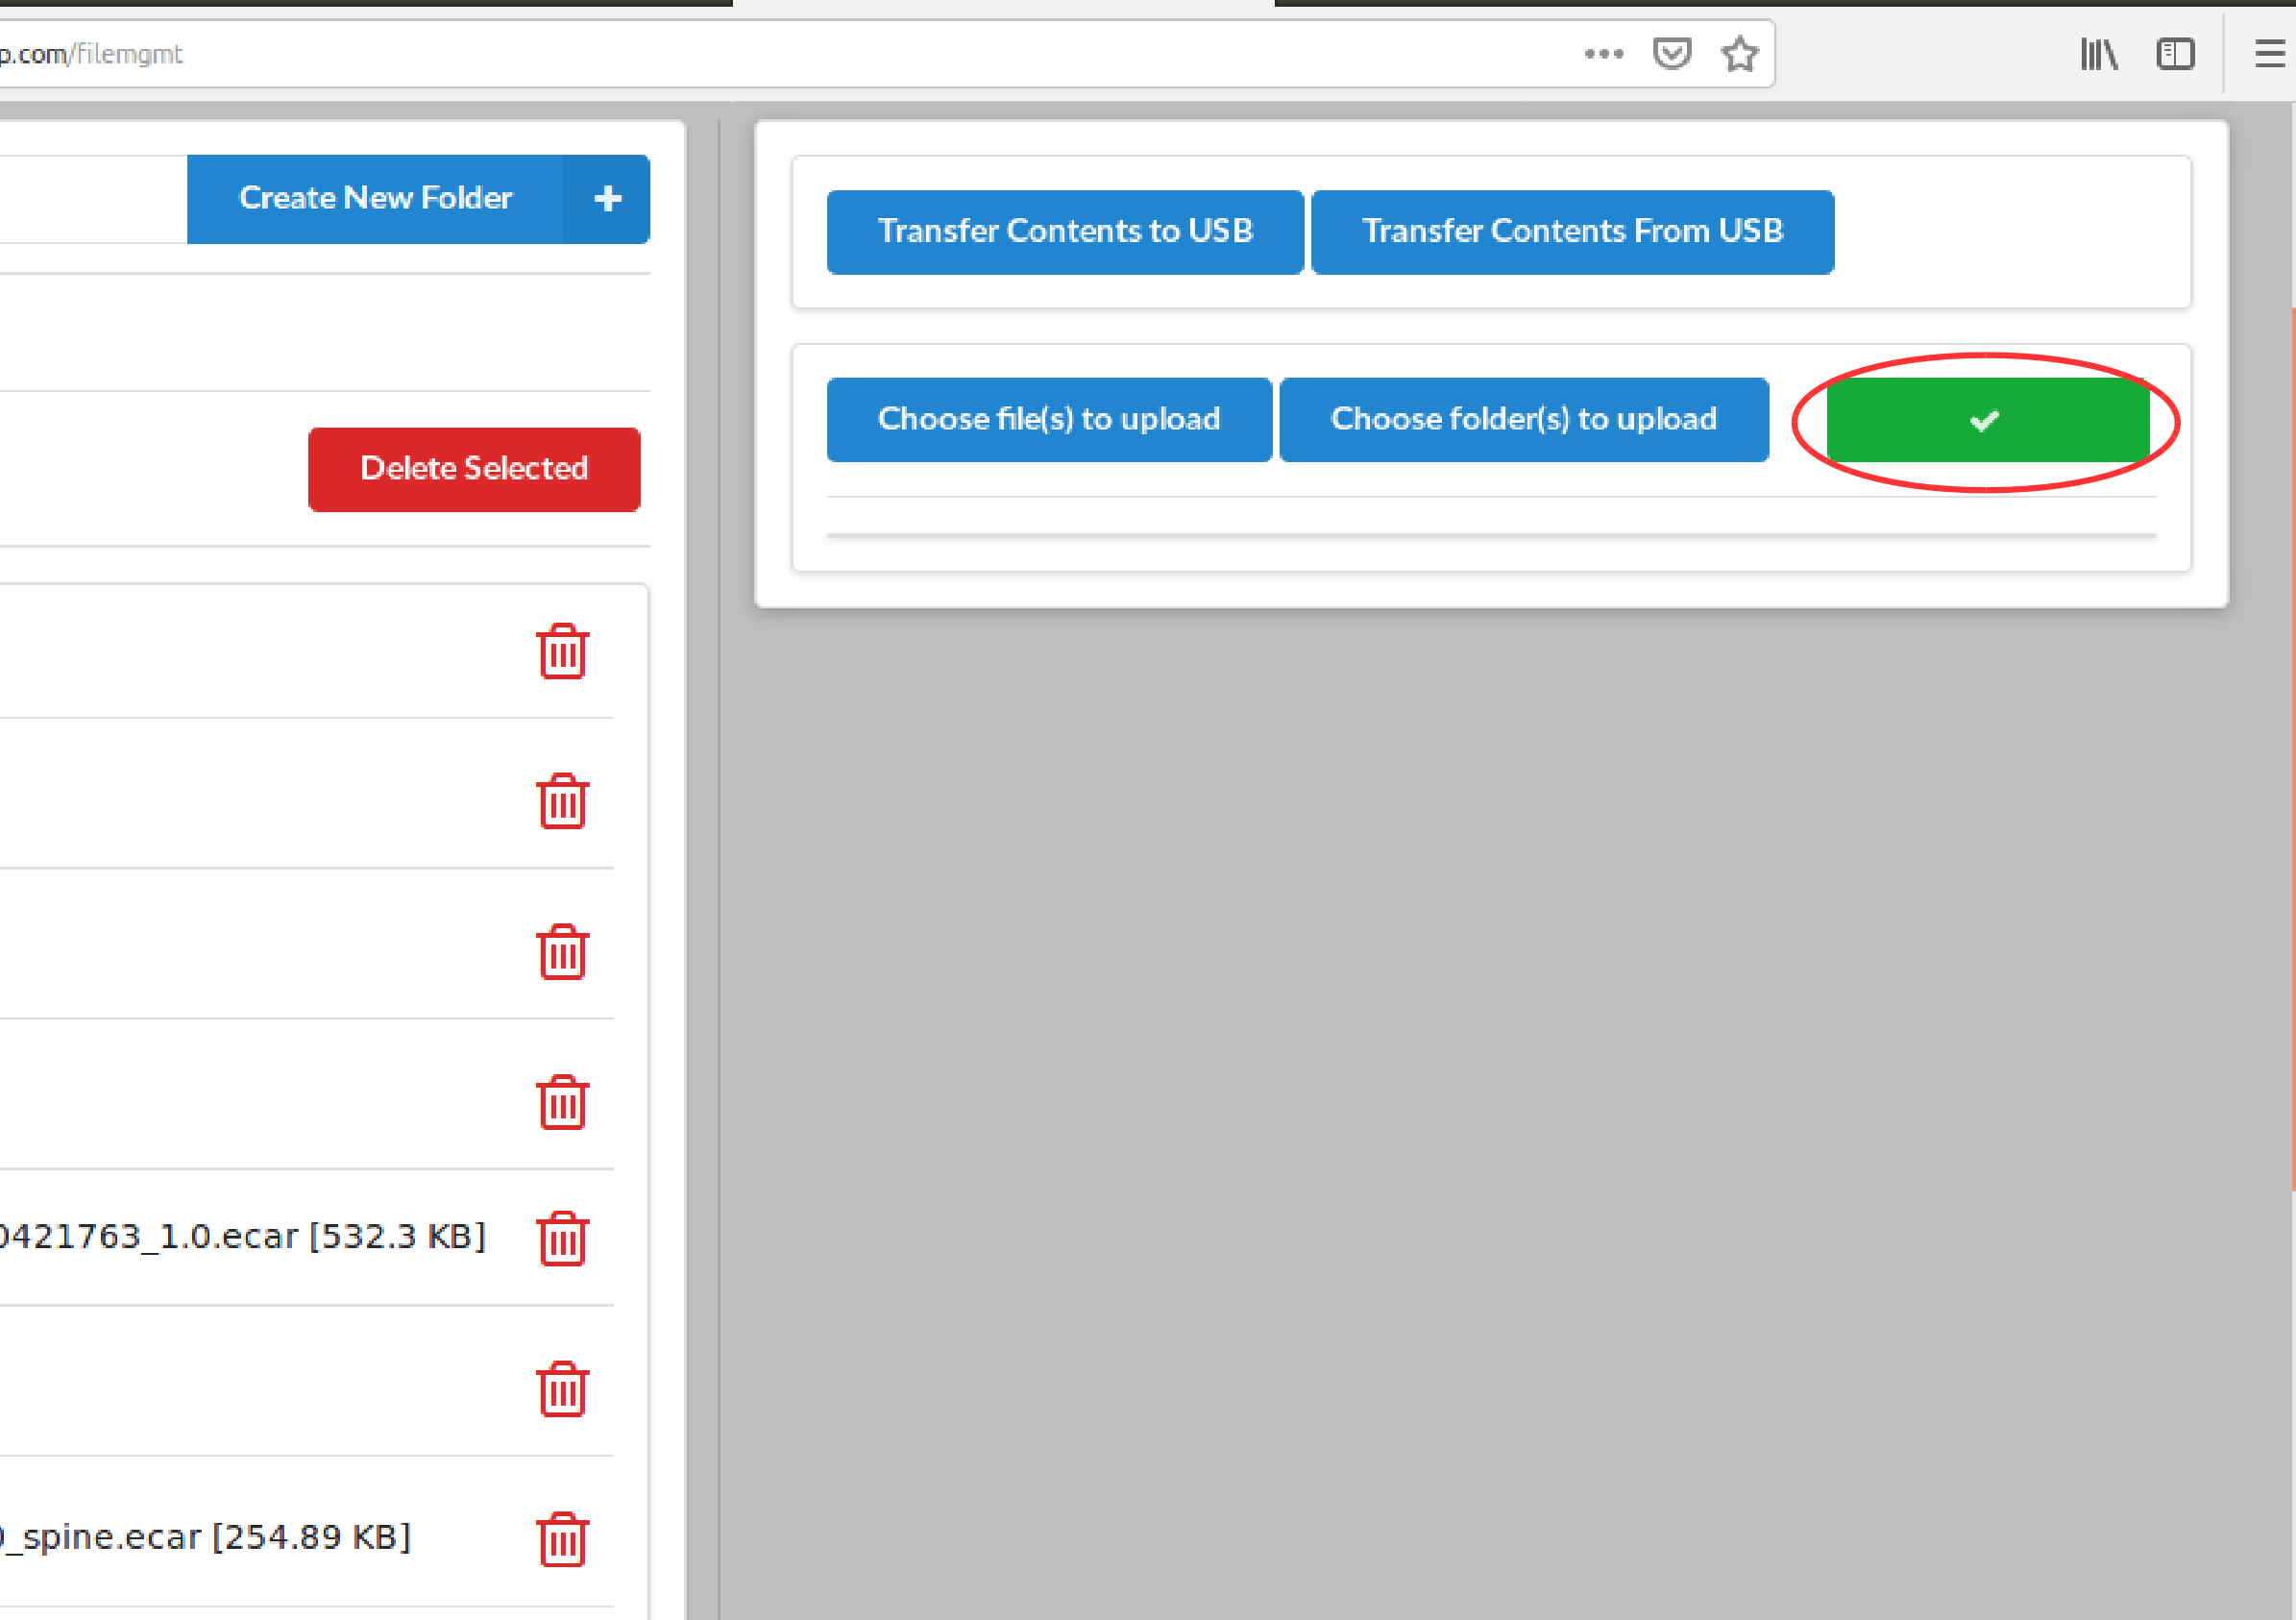 p.com/filemgmt
Create New Folder
Delete Selected
0421763_1.0.ecar [532.3 KB]
_spine.ecar [254.89 KB]
Transfer Contents to USB
Transfer Contents From USB
Choose file(s) to upload
Choose folder(s) to upload